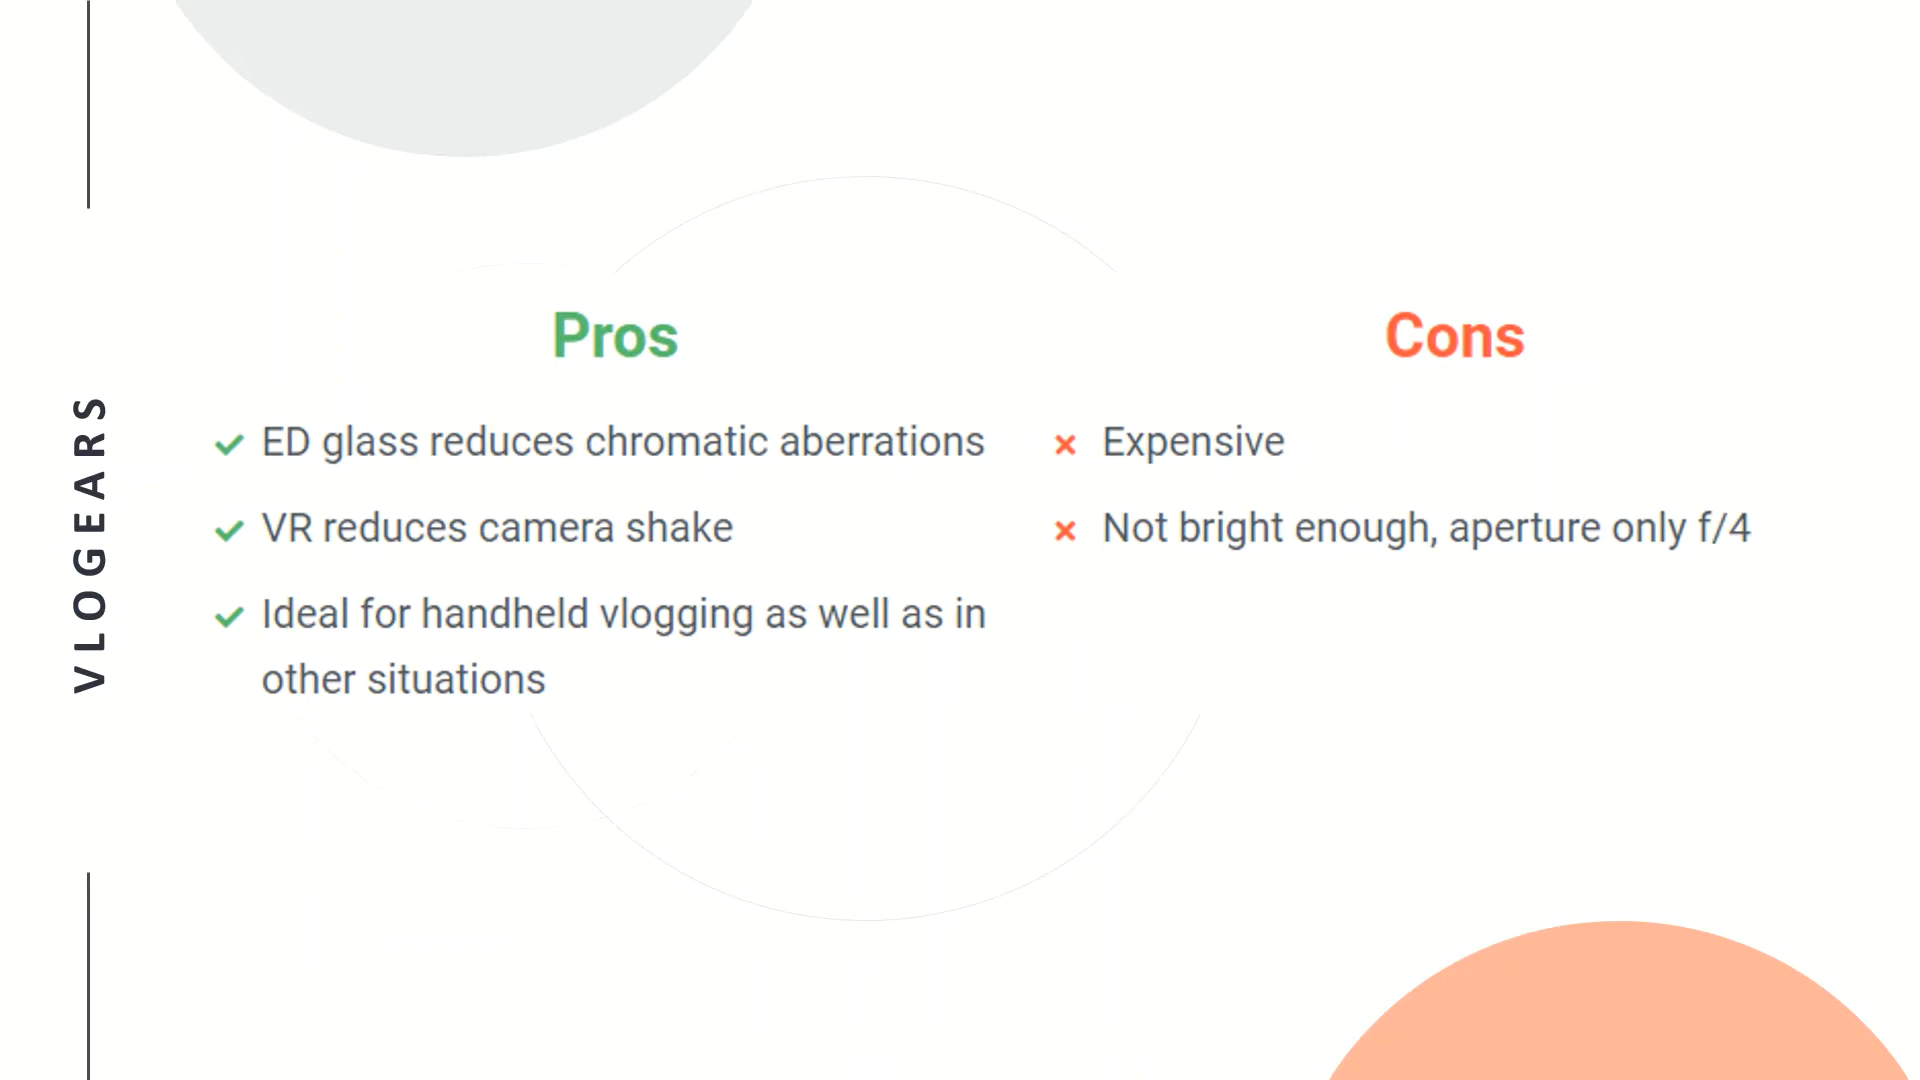 VLOGEARS
Pros
ED glass reduces chromatic aberrations
VR reduces camera shake
Ideal for handheld vlogging as well as in
other situations
Cons
Expensive
Not bright enough, aperture only f/4